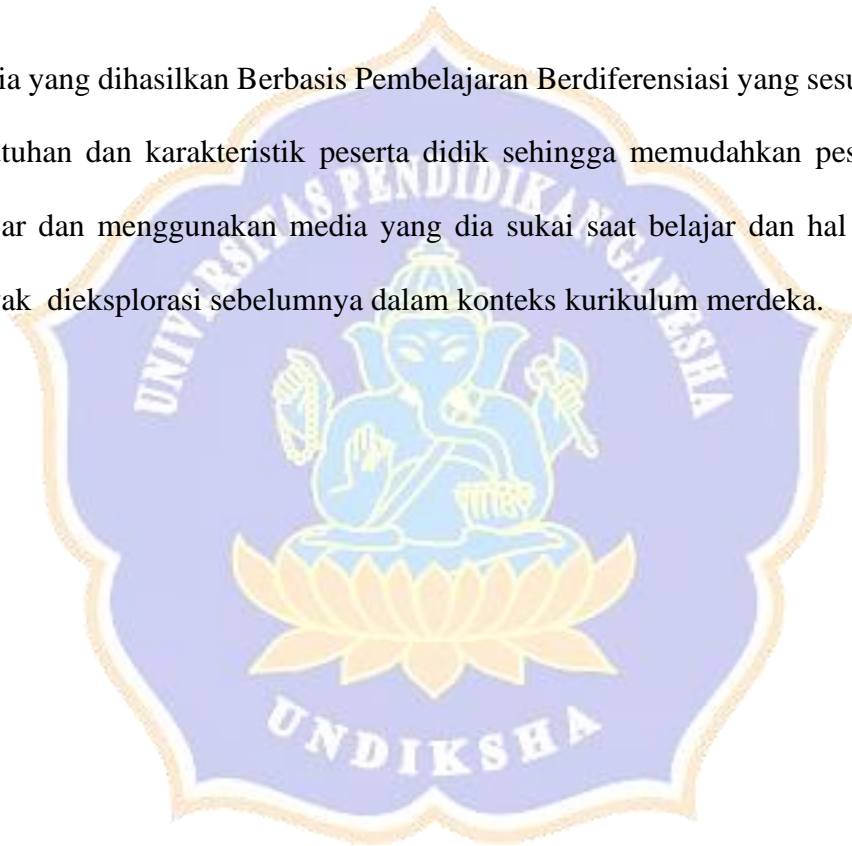 ia yang dihasilkan Berbasis Pembelajaran Berdiferensiasi yang sesu
tuhan dan karakteristik peserta didik sehingga memudahkan pes
ar dan menggunakan media yang dia sukai saat belajar dan hal
yak dieksplorasi sebelumnya dalam konteks kurikulum merdeka.
UNIVERSITAS PENDIDIKAN GANESHA
UNDIKSHA